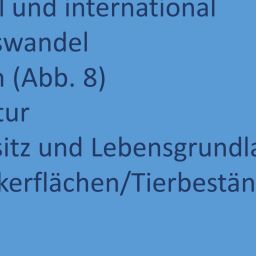 l und international
swandel
n (Abb. 8)
tur
sitz und Lebensgrundla
kerflächen/Tierbestän